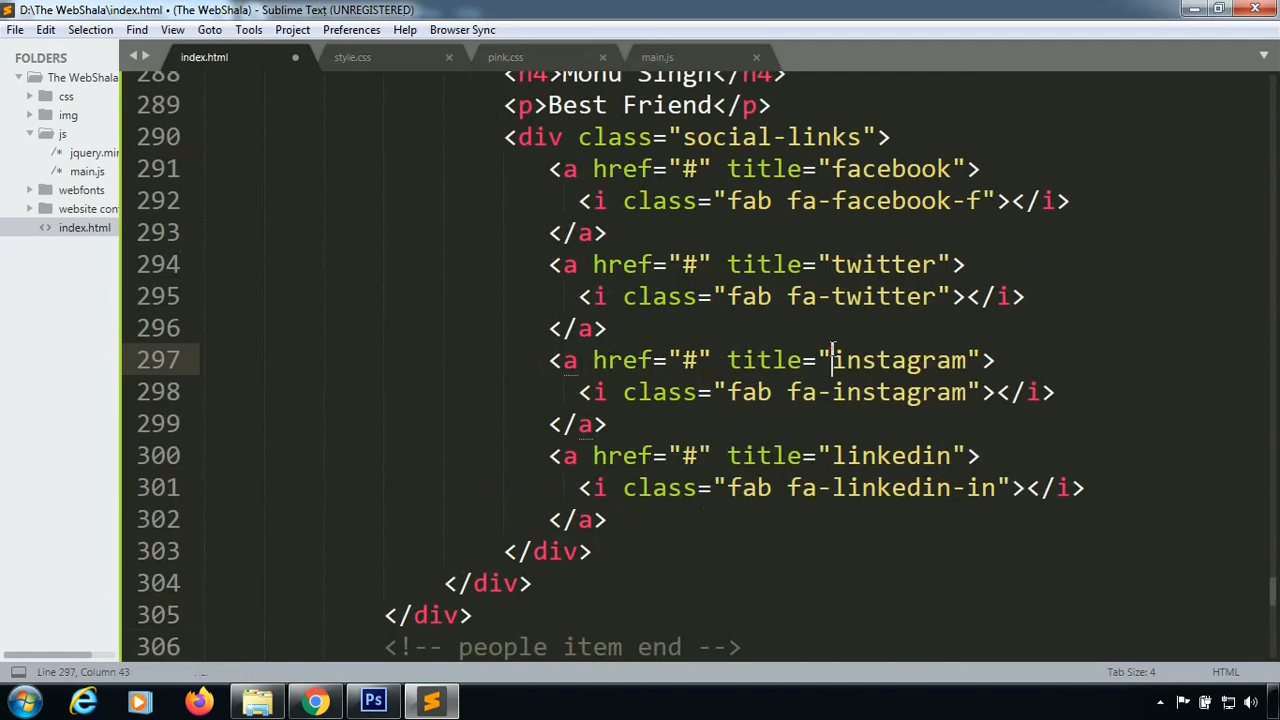 D:\The WebShala\index.html • (The WebShala) - Sublime Text (UNREGISTERED)
File Edit Selection Find View Goto Tools Project Preferences Help Browser Sync
FOLDERS
The WebShala
css
img
js
jquery.min
main.js
webfonts
website con
index.html
index.html style.css pink.css main.js
288 <h4>Monu Singh</h4>
289 <p>Best Friend</p>
290 <div class="social-links">
291 <a href="#" title="facebook">
292 <i class="fab fa-facebook-f"></i>
293 </a>
294 <a href="#" title="twitter">
295 <i class="fab fa-twitter"></i>
296 </a>
297 <a href="#" title="instagram">
298 <i class="fab fa-instagram"></i>
299 </a>
300 <a href="#" title="linkedin">
301 <i class="fab fa-linkedin-in"></i>
302 </a>
303 </div>
304 </div>
305 </div>
306 <!-- people item end -->
Line 297, Column 43 Tab Size: 4 HTML
Ps